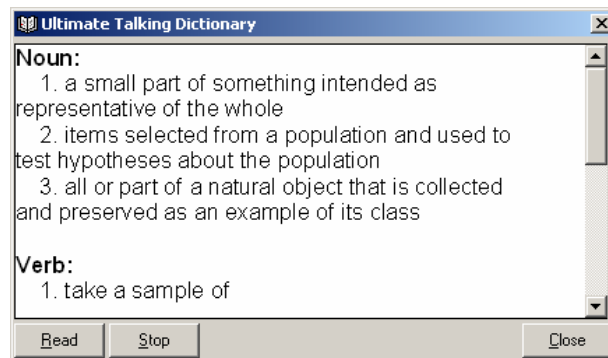 Ultimate Talking Dictionary
Noun:
1. a small part of something intended as
representative of the whole
2. items selected from a population and used to
test hypotheses about the population
3. all or part of a natural object that is collected
and preserved as an example of its class
Verb:
1. take a sample of
Read Stop Close